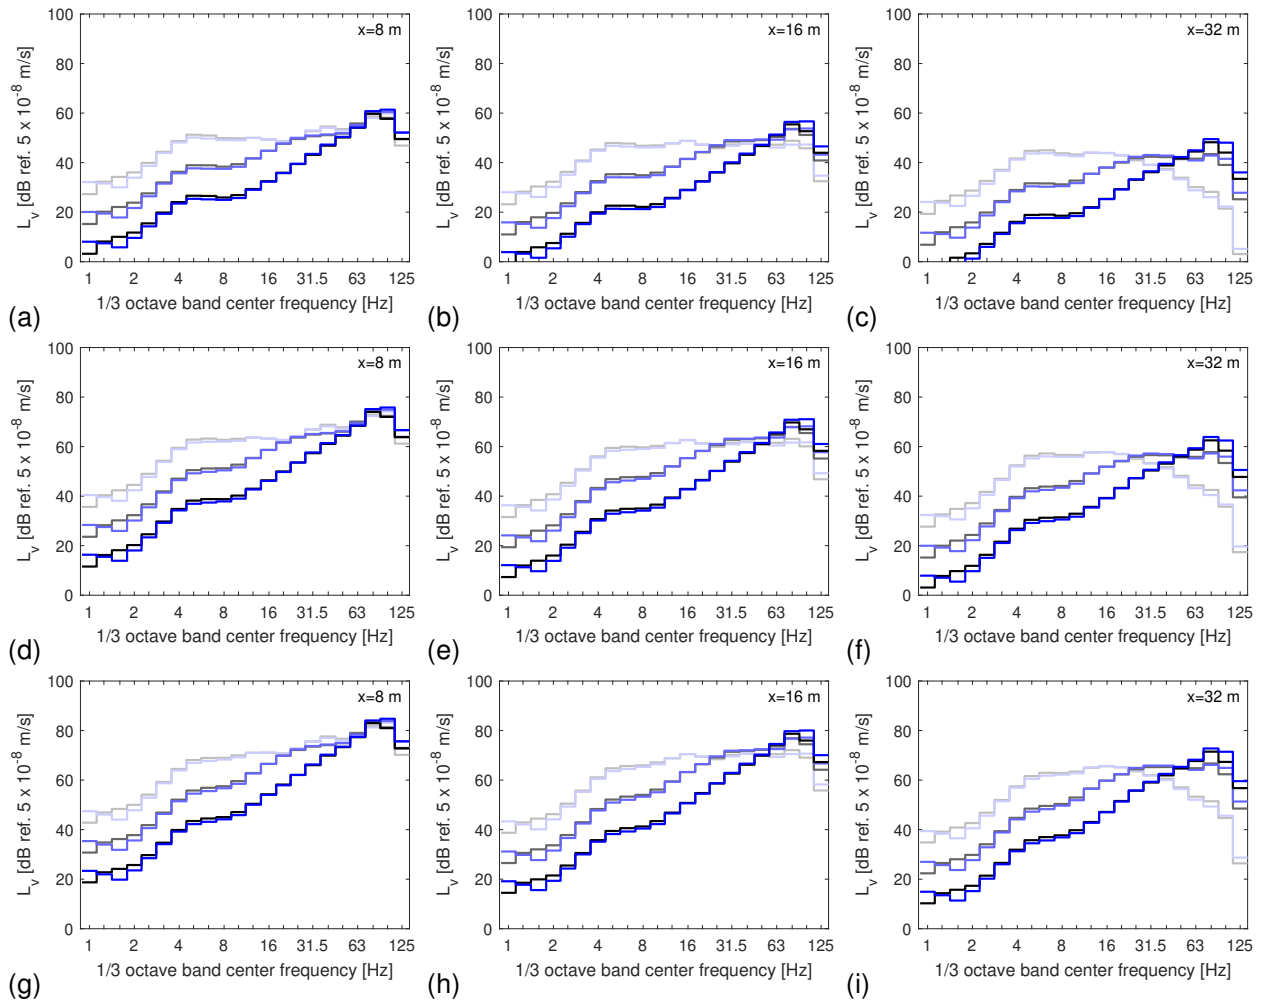 100
80
60
40
20
0
L_v [dB ref. 5 x 10^-8 m/s]
x=8 m
1 2 4 8 16 31.5 63 125
1/3 octave band center frequency [Hz]
(a)
100
80
60
40
20
0
L_v [dB ref. 5 x 10^-8 m/s]
x=16 m
1 2 4 8 16 31.5 63 125
1/3 octave band center frequency [Hz]
(b)
100
80
60
40
20
0
L_v [dB ref. 5 x 10^-8 m/s]
x=32 m
1 2 4 8 16 31.5 63 125
1/3 octave band center frequency [Hz]
(c)
100
80
60
40
20
0
L_v [dB ref. 5 x 10^-8 m/s]
x=8 m
1 2 4 8 16 31.5 63 125
1/3 octave band center frequency [Hz]
(d)
100
80
60
40
20
0
L_v [dB ref. 5 x 10^-8 m/s]
x=16 m
1 2 4 8 16 31.5 63 125
1/3 octave band center frequency [Hz]
(e)
100
80
60
40
20
0
L_v [dB ref. 5 x 10^-8 m/s]
x=32 m
1 2 4 8 16 31.5 63 125
1/3 octave band center frequency [Hz]
(f)
100
80
60
40
20
0
L_v [dB ref. 5 x 10^-8 m/s]
x=8 m
1 2 4 8 16 31.5 63 125
1/3 octave band center frequency [Hz]
(g)
100
80
60
40
20
0
L_v [dB ref. 5 x 10^-8 m/s]
x=16 m
1 2 4 8 16 31.5 63 125
1/3 octave band center frequency [Hz]
(h)
100
80
60
40
20
0
L_v [dB ref. 5 x 10^-8 m/s]
x=32 m
1 2 4 8 16 31.5 63 125
1/3 octave band center frequency [Hz]
(i)